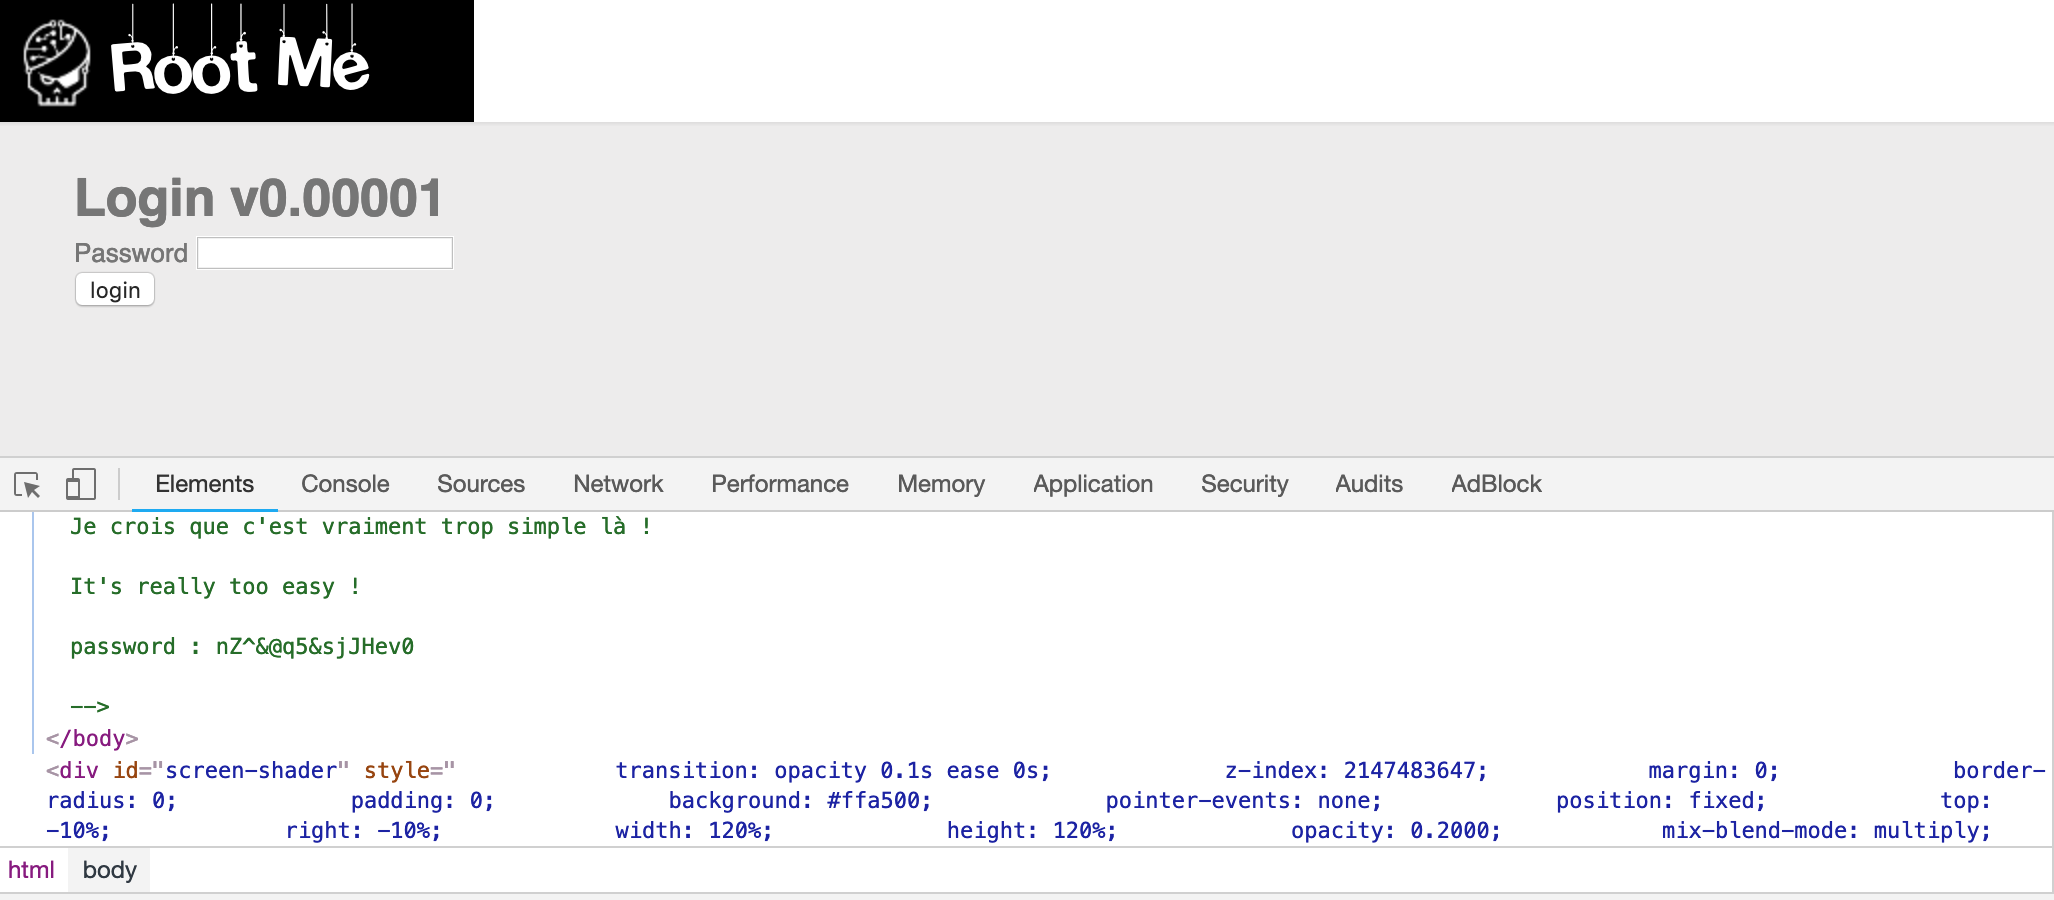 Root Me
Login v0.00001
Password
login
Elements Console Sources Network Performance Memory Application Security Audits AdBlock
Je crois que c'est vraiment trop simple là !
It's really too easy !
password : nZ^&@q5&sjJHev0
-->
</body>
<div id="screen-shader" style=" transition: opacity 0.1s ease 0s; z-index: 2147483647; margin: 0; border-
radius: 0; padding: 0; background: #ffa500; pointer-events: none; position: fixed; top:
-10%; right: -10%; width: 120%; height: 120%; opacity: 0.2000; mix-blend-mode: multiply;
html body